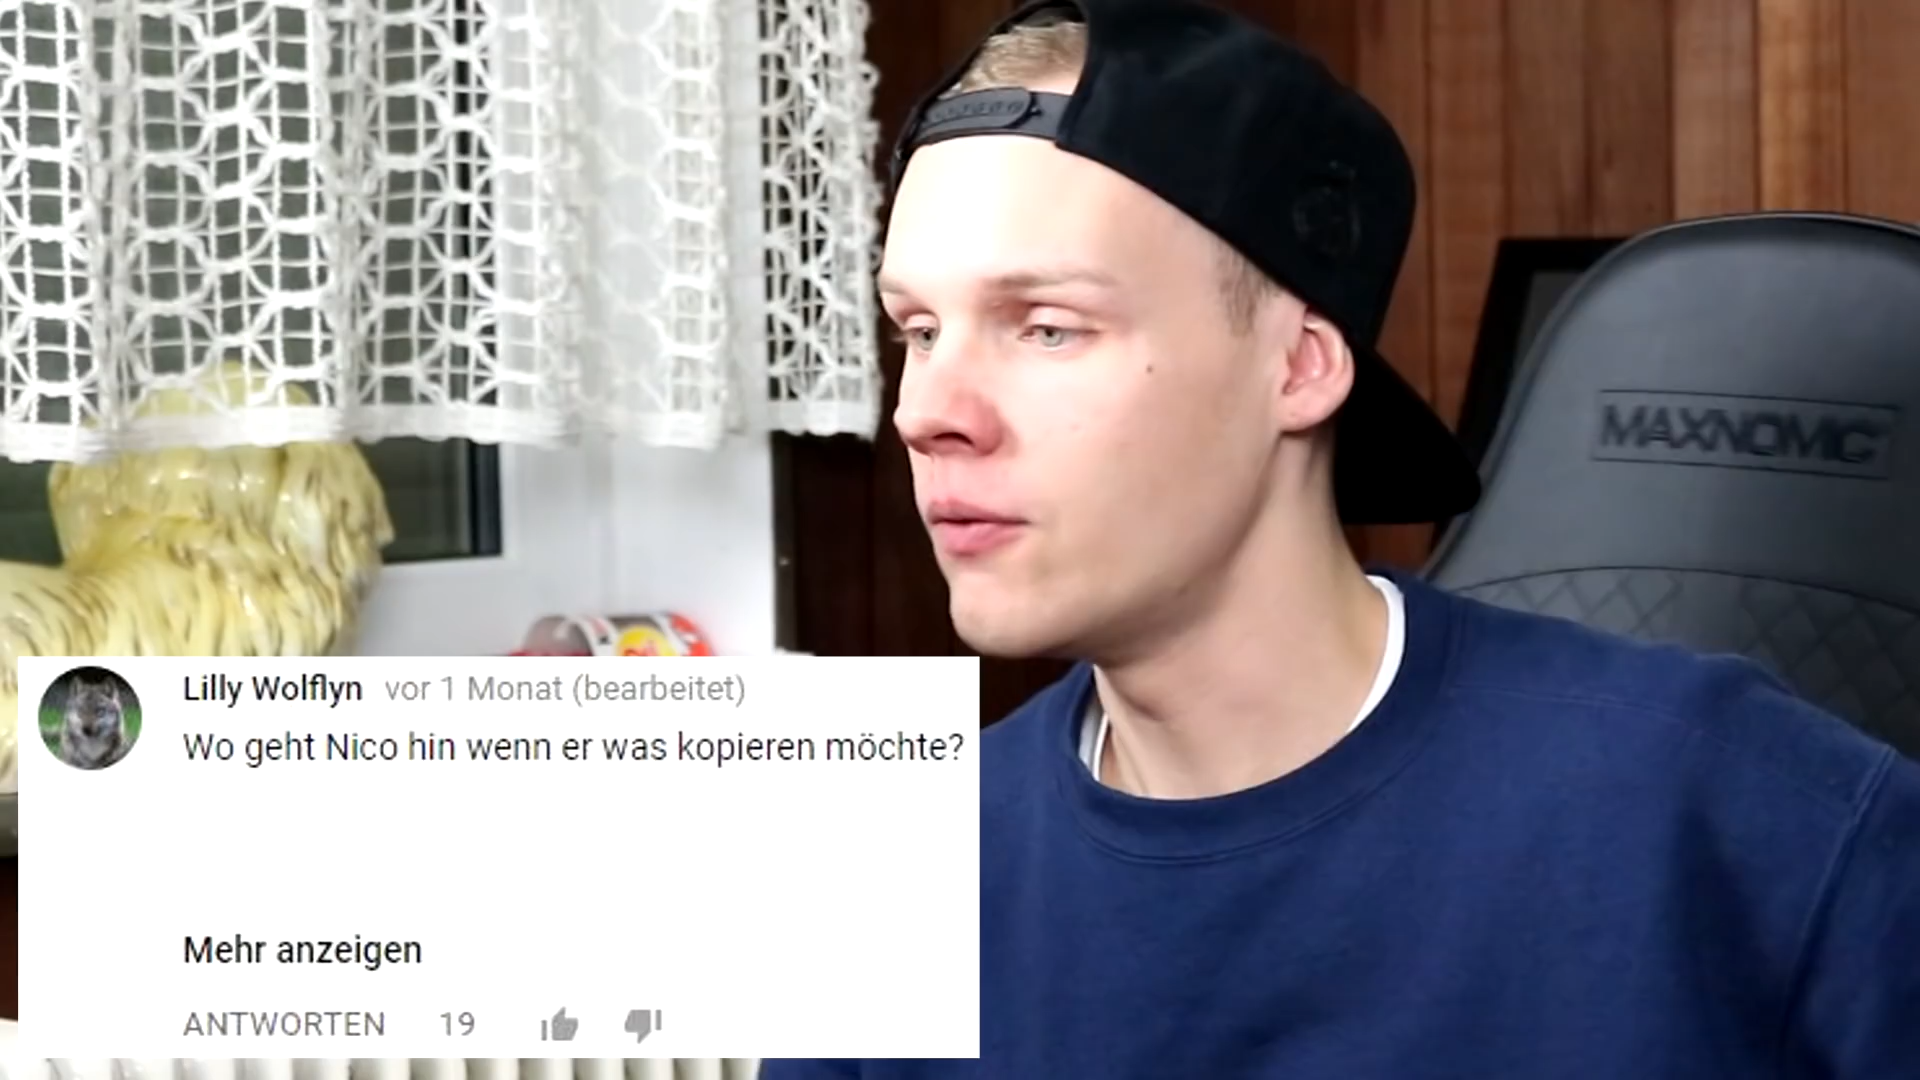 MAXNOMIC
Lilly Wolflyn vor 1 Monat (bearbeitet)
Wo geht Nico hin wenn er was kopieren möchte?
Mehr anzeigen
ANTWORTEN 19